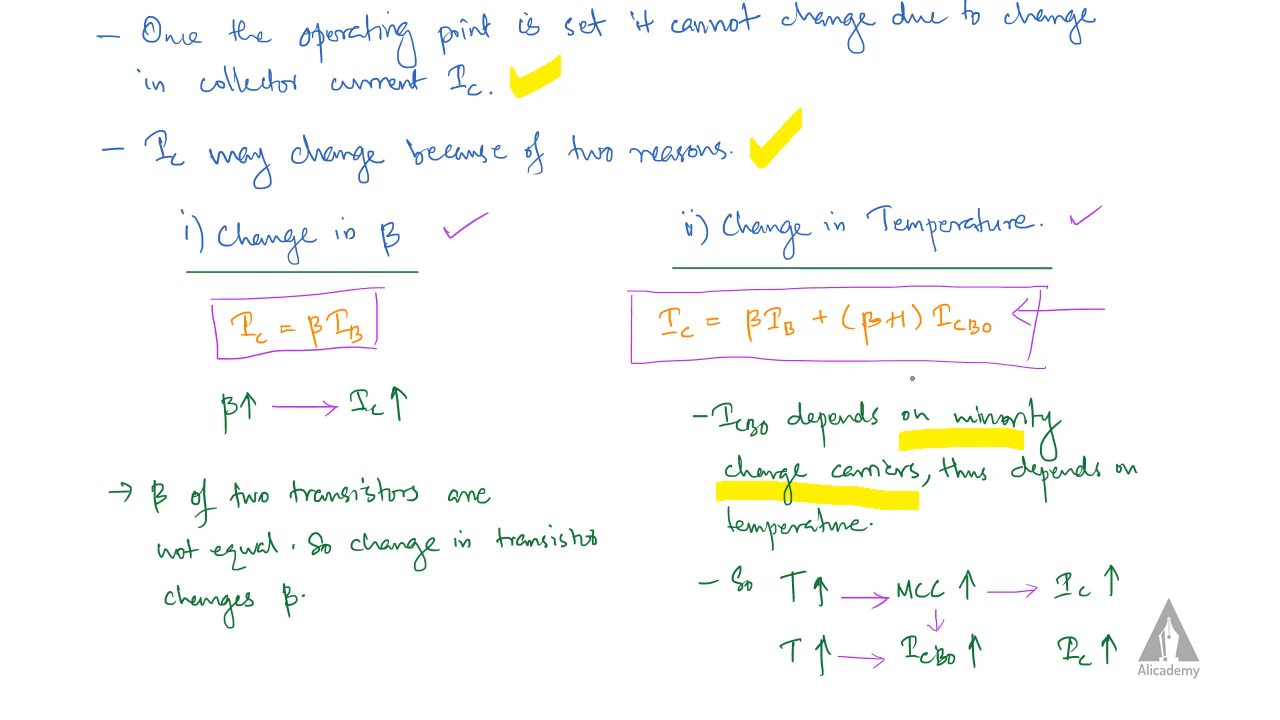 - Once the operating point is set it cannot change due to change
in collector current Ic.
- Ic may change because of two reasons.
i) Change in β
ii) Change in Temperature.
Ic = βIB
Ic = βIB + (β+1) ICBO
β↑ → Ic↑
- ICBO depends on minority
charge carriers, thus depends on
temperature.
→ β of two transistors are
not equal. So change in transistor
changes β.
- So T↑ → MCC↑ → Ic↑
↓
T↑ → ICBO↑ Ic↑
Alicademy